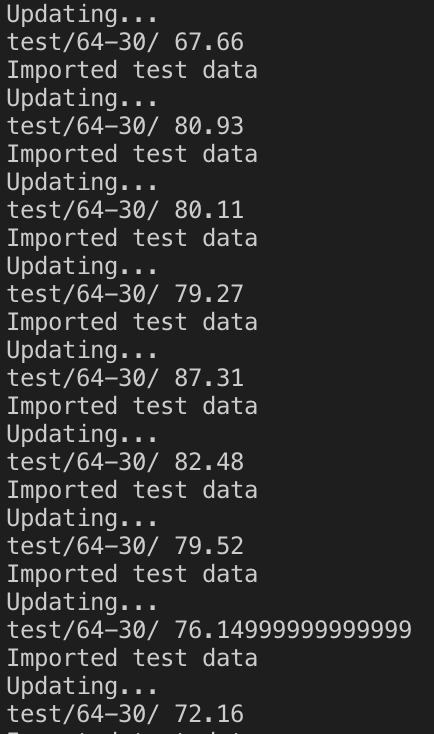 Updating...
test/64-30/ 67.66
Imported test data
Updating...
test/64-30/ 80.93
Imported test data
Updating...
test/64-30/ 80.11
Imported test data
Updating...
test/64-30/ 79.27
Imported test data
Updating...
test/64-30/ 87.31
Imported test data
Updating...
test/64-30/ 82.48
Imported test data
Updating...
test/64-30/ 79.52
Imported test data
Updating...
test/64-30/ 76.14999999999999
Imported test data
Updating...
test/64-30/ 72.16